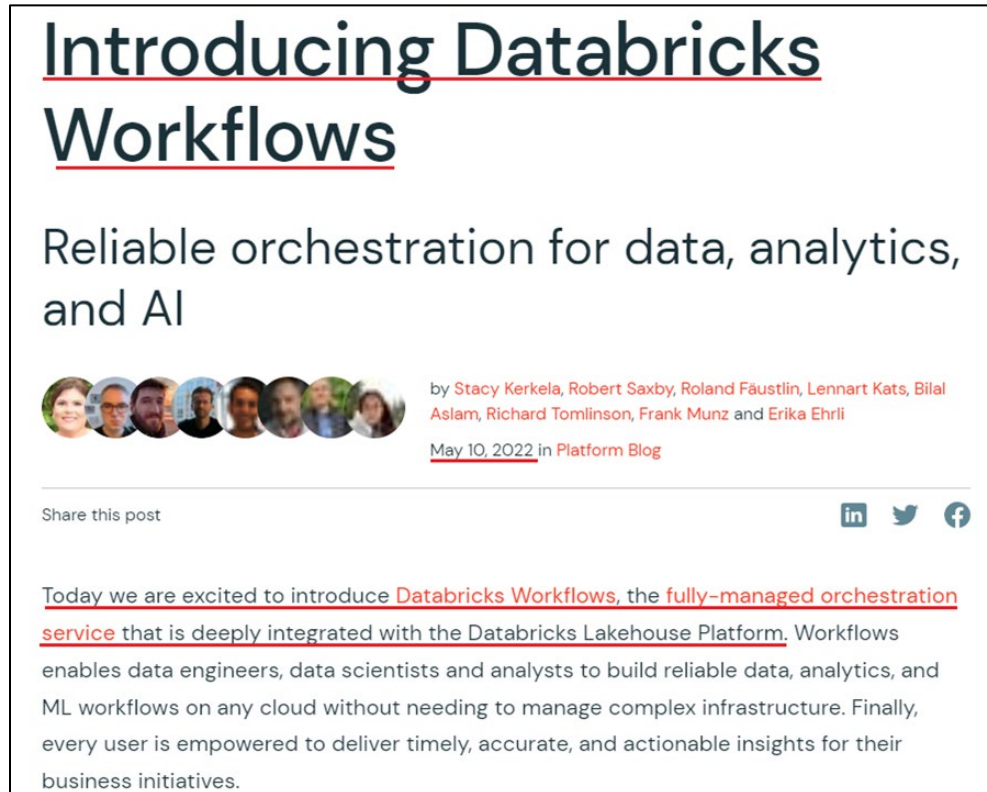 Introducing Databricks
Workflows
Reliable orchestration for data, analytics,
and AI
by Stacy Kerkela, Robert Saxby, Roland Fäustlin, Lennart Kats, Bilal
Aslam, Richard Tomlinson, Frank Munz and Erika Ehrli
May 10, 2022 in Platform Blog
Share this post
in
Today we are excited to introduce Databricks Workflows, the fully-managed orchestration
service that is deeply integrated with the Databricks Lakehouse Platform. Workflows
enables data engineers, data scientists and analysts to build reliable data, analytics, and
ML workflows on any cloud without needing to manage complex infrastructure. Finally,
every user is empowered to deliver timely, accurate, and actionable insights for their
business initiatives.